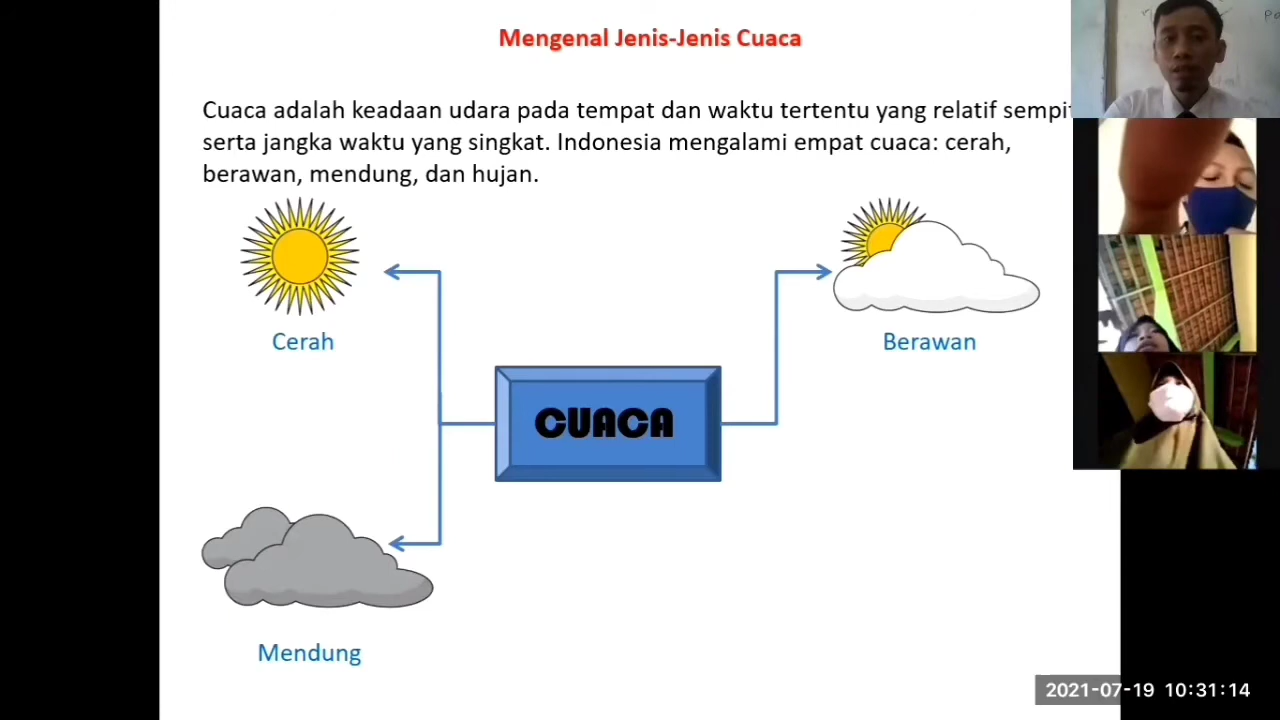 Mengenal Jenis-Jenis Cuaca
Cuaca adalah keadaan udara pada tempat dan waktu tertentu yang relatif sempit
serta jangka waktu yang singkat. Indonesia mengalami empat cuaca: cerah,
berawan, mendung, dan hujan.
Cerah
Berawan
CUACA
Mendung
2021-07-19 10:31:14